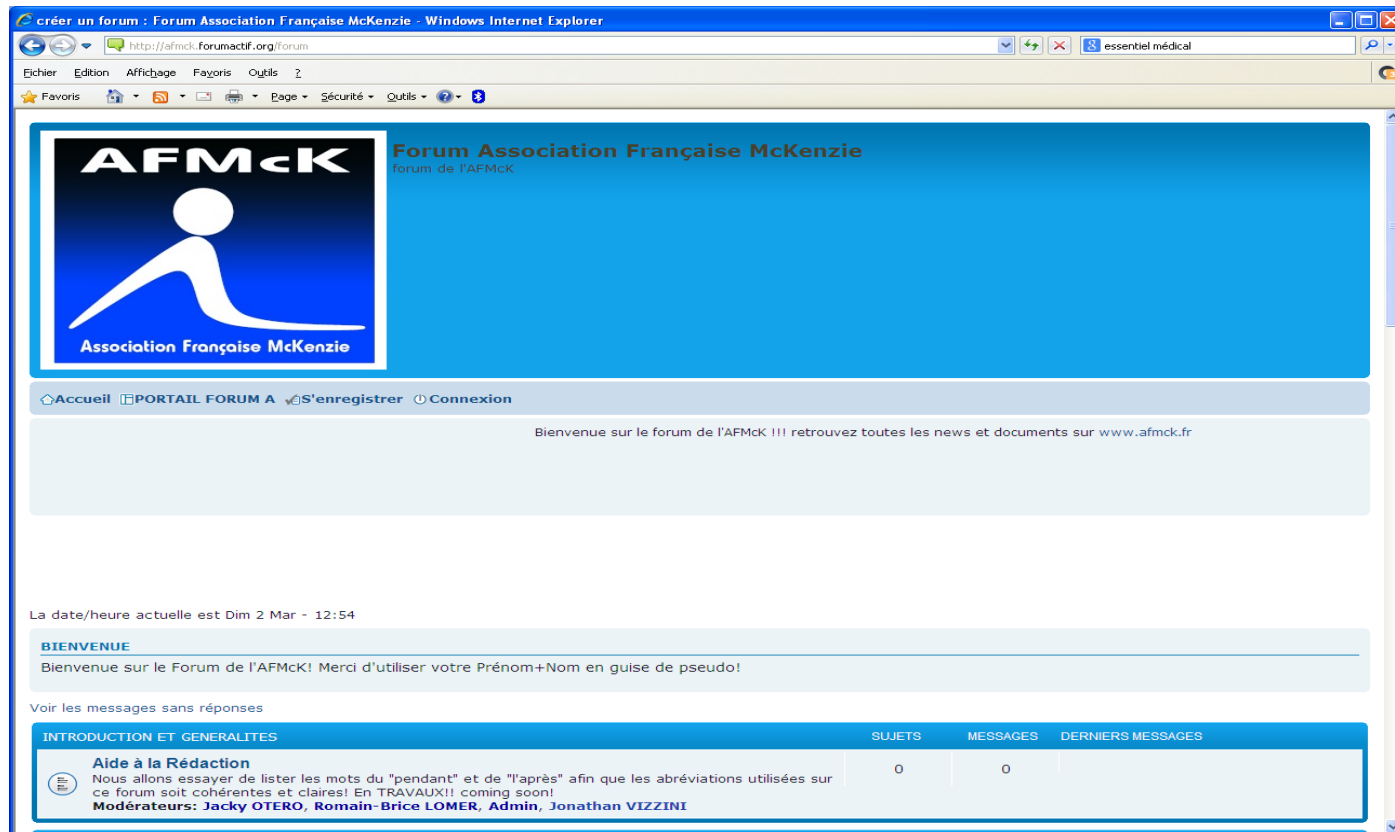 créer un forum : Forum Association Française McKenzie - Windows Internet Explorer
http://afmck.forumactif.org/forum
essentiel médical
Eichier Edition Affichage Favoris Outils ?
Favoris Page Sécurité Outils
AFMcK
Association Française McKenzie
Forum Association Française McKenzie
forum de l'AFMcK
Accueil PORTAIL FORUM A S'enregistrer Connexion
Bienvenue sur le forum de l'AFMcK !!! retrouvez toutes les news et documents sur www.afmck.fr
La date/heure actuelle est Dim 2 Mar - 12:54
BIENVENUE
Bienvenue sur le Forum de l'AFMcK! Merci d'utiliser votre Prénom+Nom en guise de pseudo!
Voir les messages sans réponses
INTRODUCTION ET GENERALITES SUJETS MESSAGES DERNIERS MESSAGES
Aide à la Rédaction 0 0
Nous allons essayer de lister les mots du "pendant" et de "l'après" afin que les abréviations utilisées sur
ce forum soit cohérentes et claires! En TRAVAUX!! coming soon!
Modérateurs: Jacky OTERO, Romain-Brice LOMER, Admin, Jonathan VIZZINI